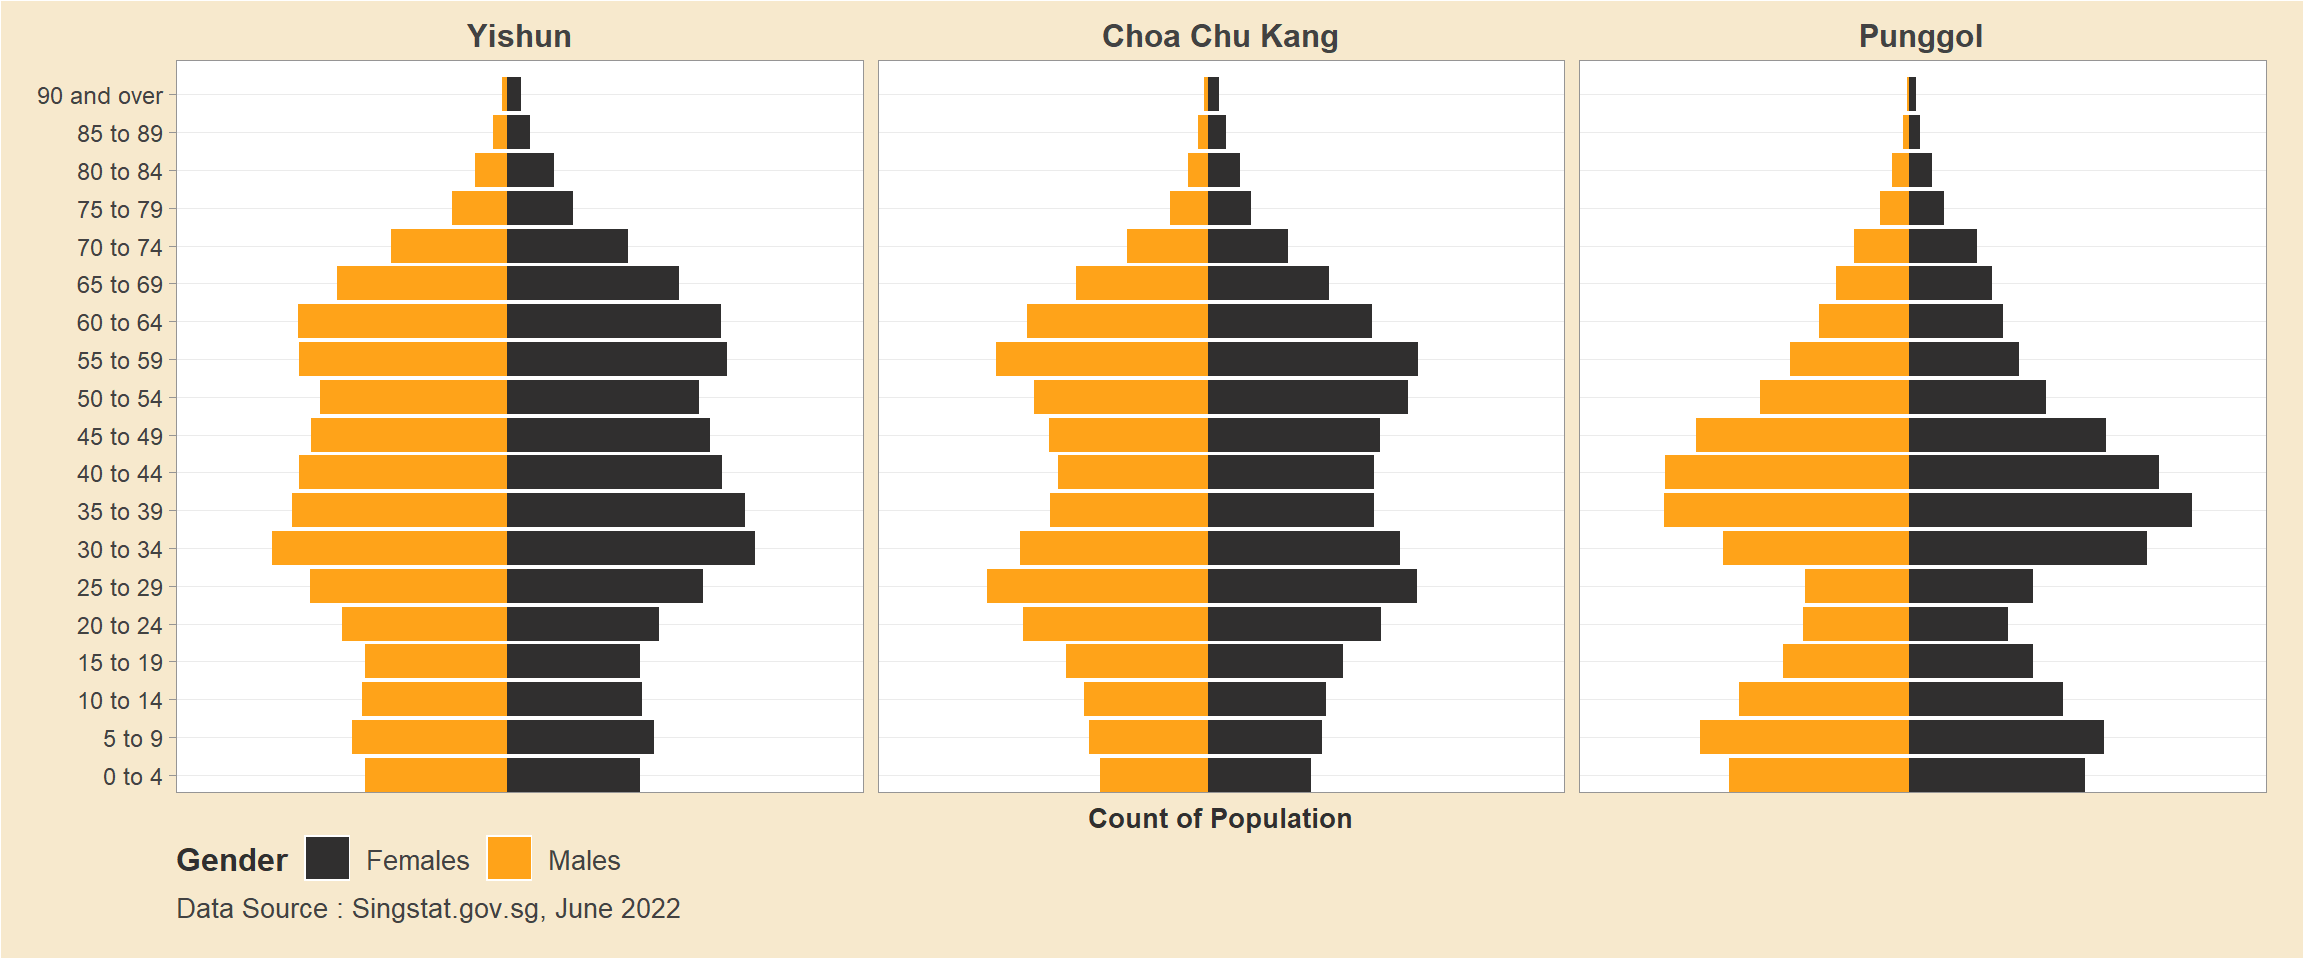 Yishun
Choa Chu Kang
Punggol
90 and over
85 to 89
80 to 84
75 to 79
70 to 74
65 to 69
60 to 64
55 to 59
50 to 54
45 to 49
40 to 44
35 to 39
30 to 34
25 to 29
20 to 24
15 to 19
10 to 14
5 to 9
0 to 4
Count of Population
Gender Females Males
Data Source : Singstat.gov.sg, June 2022